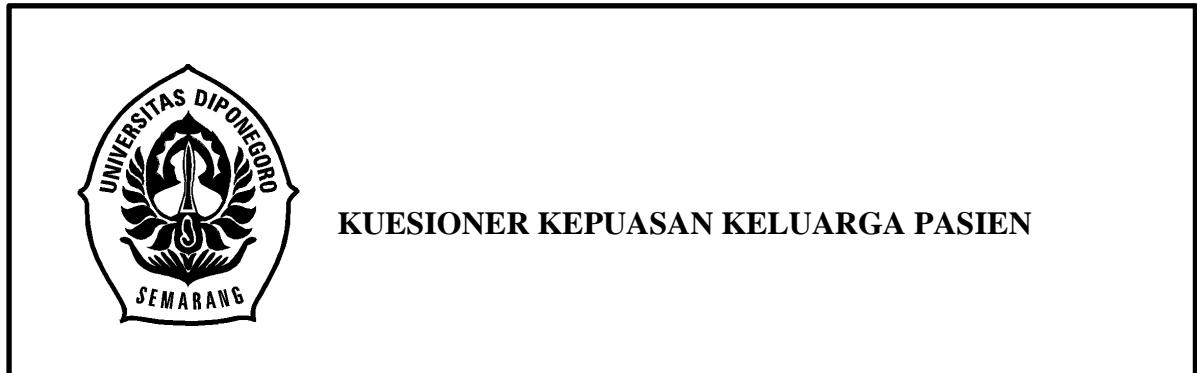 UNIVERSITAS DIPONEGORO
KUESIONER KEPUASAN KELUARGA PASIEN
SEMARANG